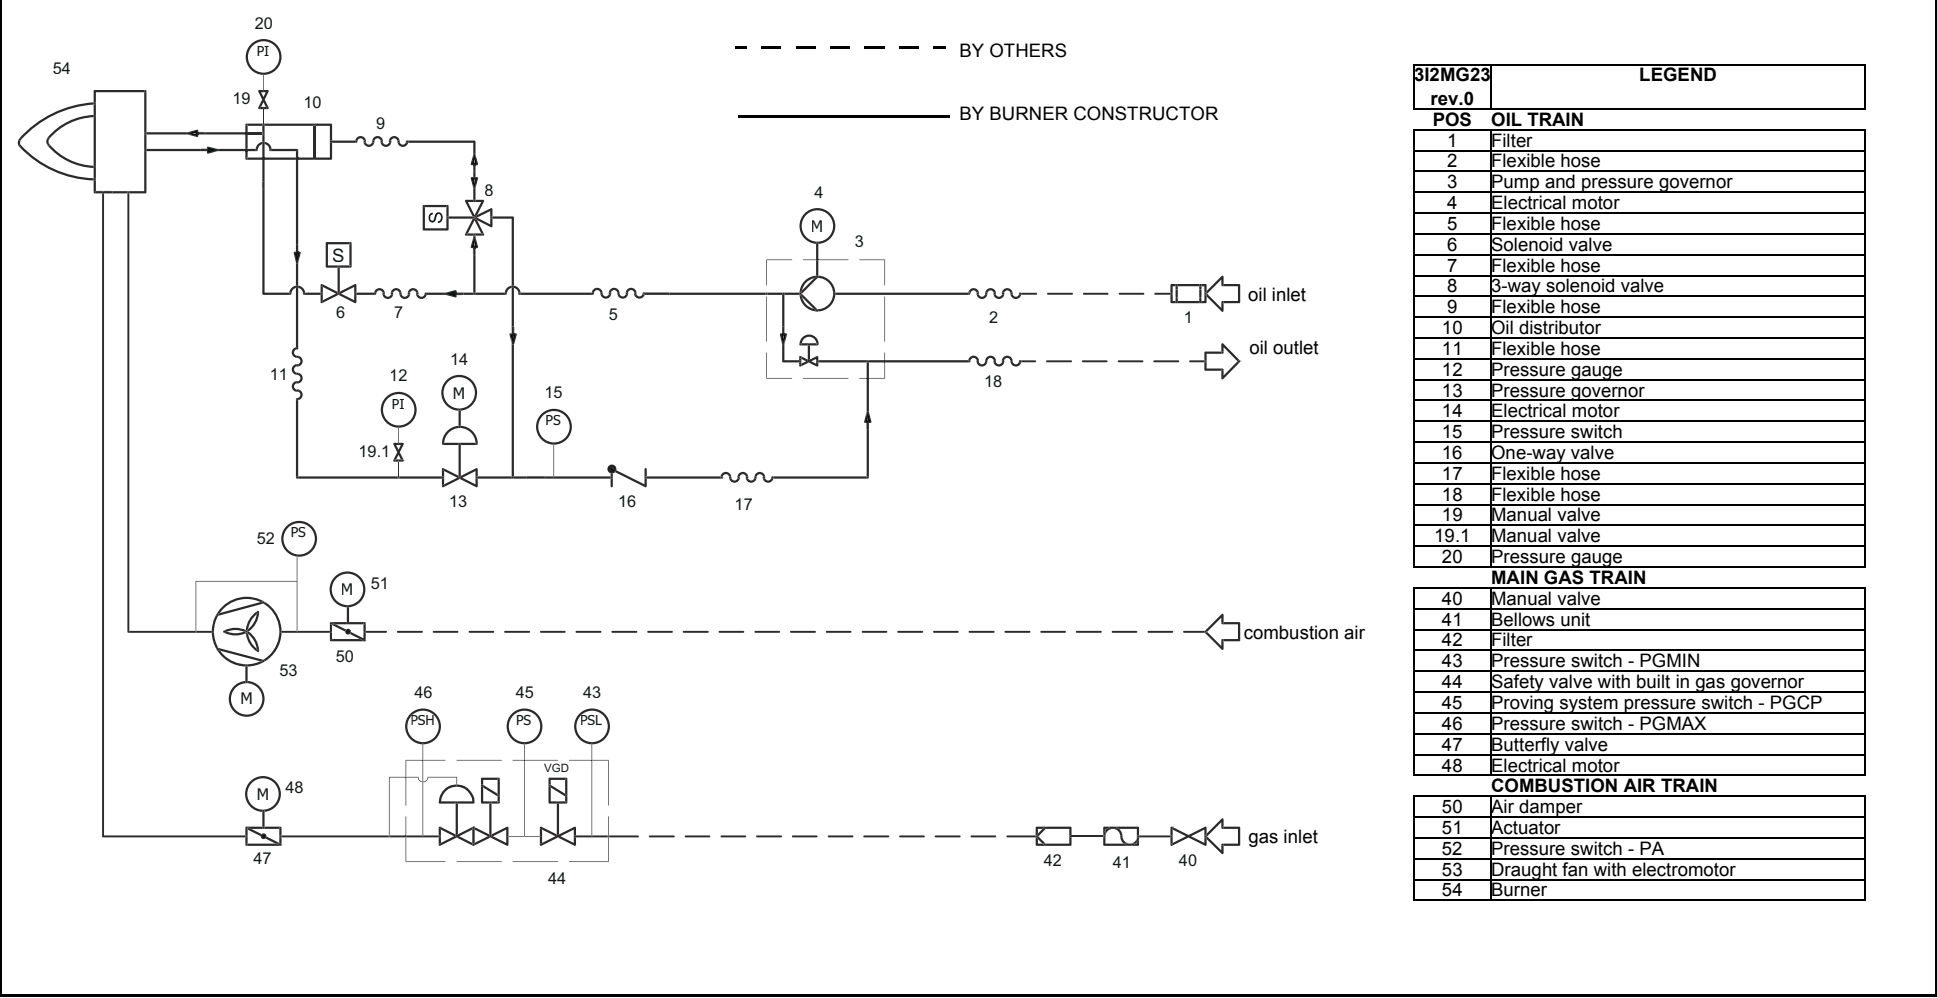 20
PI
54
BY OTHERS
19
10
9
BY BURNER CONSTRUCTOR
8
S
4
M
3
S
6
7
5
2
1
oil inlet
oil outlet
18
14
M
12
PI
11
15
PS
19.1
13
16
17
52
PS
M
51
combustion air
50
53
M
46
45
43
PSH
PS
PSL
VGD
M
48
47
44
42
41
40
gas inlet
3I2MG23 LEGEND
rev.0
POS OIL TRAIN
1 Filter
2 Flexible hose
3 Pump and pressure governor
4 Electrical motor
5 Flexible hose
6 Solenoid valve
7 Flexible hose
8 3-way solenoid valve
9 Flexible hose
10 Oil distributor
11 Flexible hose
12 Pressure gauge
13 Pressure governor
14 Electrical motor
15 Pressure switch
16 One-way valve
17 Flexible hose
18 Flexible hose
19 Manual valve
19.1 Manual valve
20 Pressure gauge
MAIN GAS TRAIN
40 Manual valve
41 Bellows unit
42 Filter
43 Pressure switch - PGMIN
44 Safety valve with built in gas governor
45 Proving system pressure switch - PGCP
46 Pressure switch - PGMAX
47 Butterfly valve
48 Electrical motor
COMBUSTION AIR TRAIN
50 Air damper
51 Actuator
52 Pressure switch - PA
53 Draught fan with electromotor
54 Burner